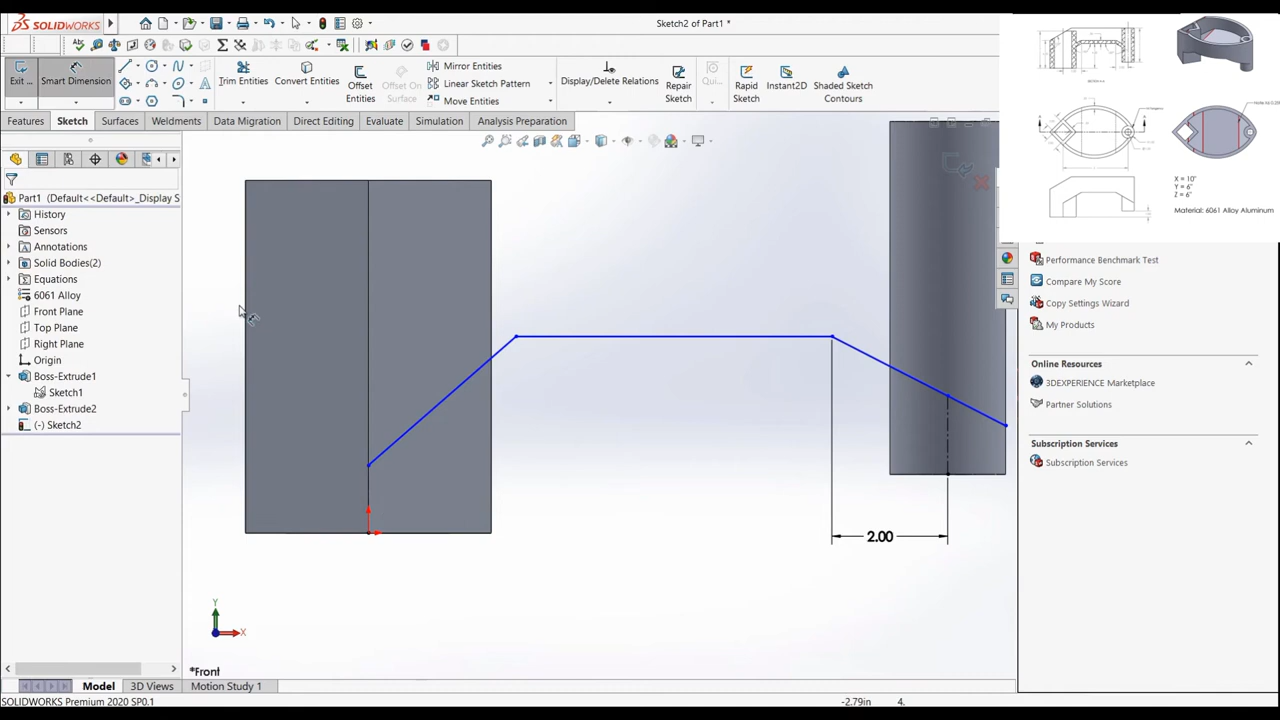 SOLIDWORKS
Sketch2 of Part1 *
Exit ...
Smart Dimension
Trim Entities
Convert Entities
Offset Entities
Offset On Surface
Mirror Entities
Linear Sketch Pattern
Move Entities
Display/Delete Relations
Repair Sketch
Qui...
Rapid Sketch
Instant2D
Shaded Sketch Contours
Features
Sketch
Surfaces
Weldments
Data Migration
Direct Editing
Evaluate
Simulation
Analysis Preparation
Part1 (Default<<Default>_Display S
History
Sensors
Annotations
Solid Bodies(2)
Equations
6061 Alloy
Front Plane
Top Plane
Right Plane
Origin
Boss-Extrude1
Sketch1
Boss-Extrude2
(-) Sketch2
2.00
Y
X
*Front
X = 10"
Y = 6"
Z = 6"
Material: 6061 Alloy Aluminum
Performance Benchmark Test
Compare My Score
Copy Settings Wizard
My Products
Online Resources
3DEXPERIENCE Marketplace
Partner Solutions
Subscription Services
Subscription Services
Model
3D Views
Motion Study 1
SOLIDWORKS Premium 2020 SP0.1
-2.79in
4.